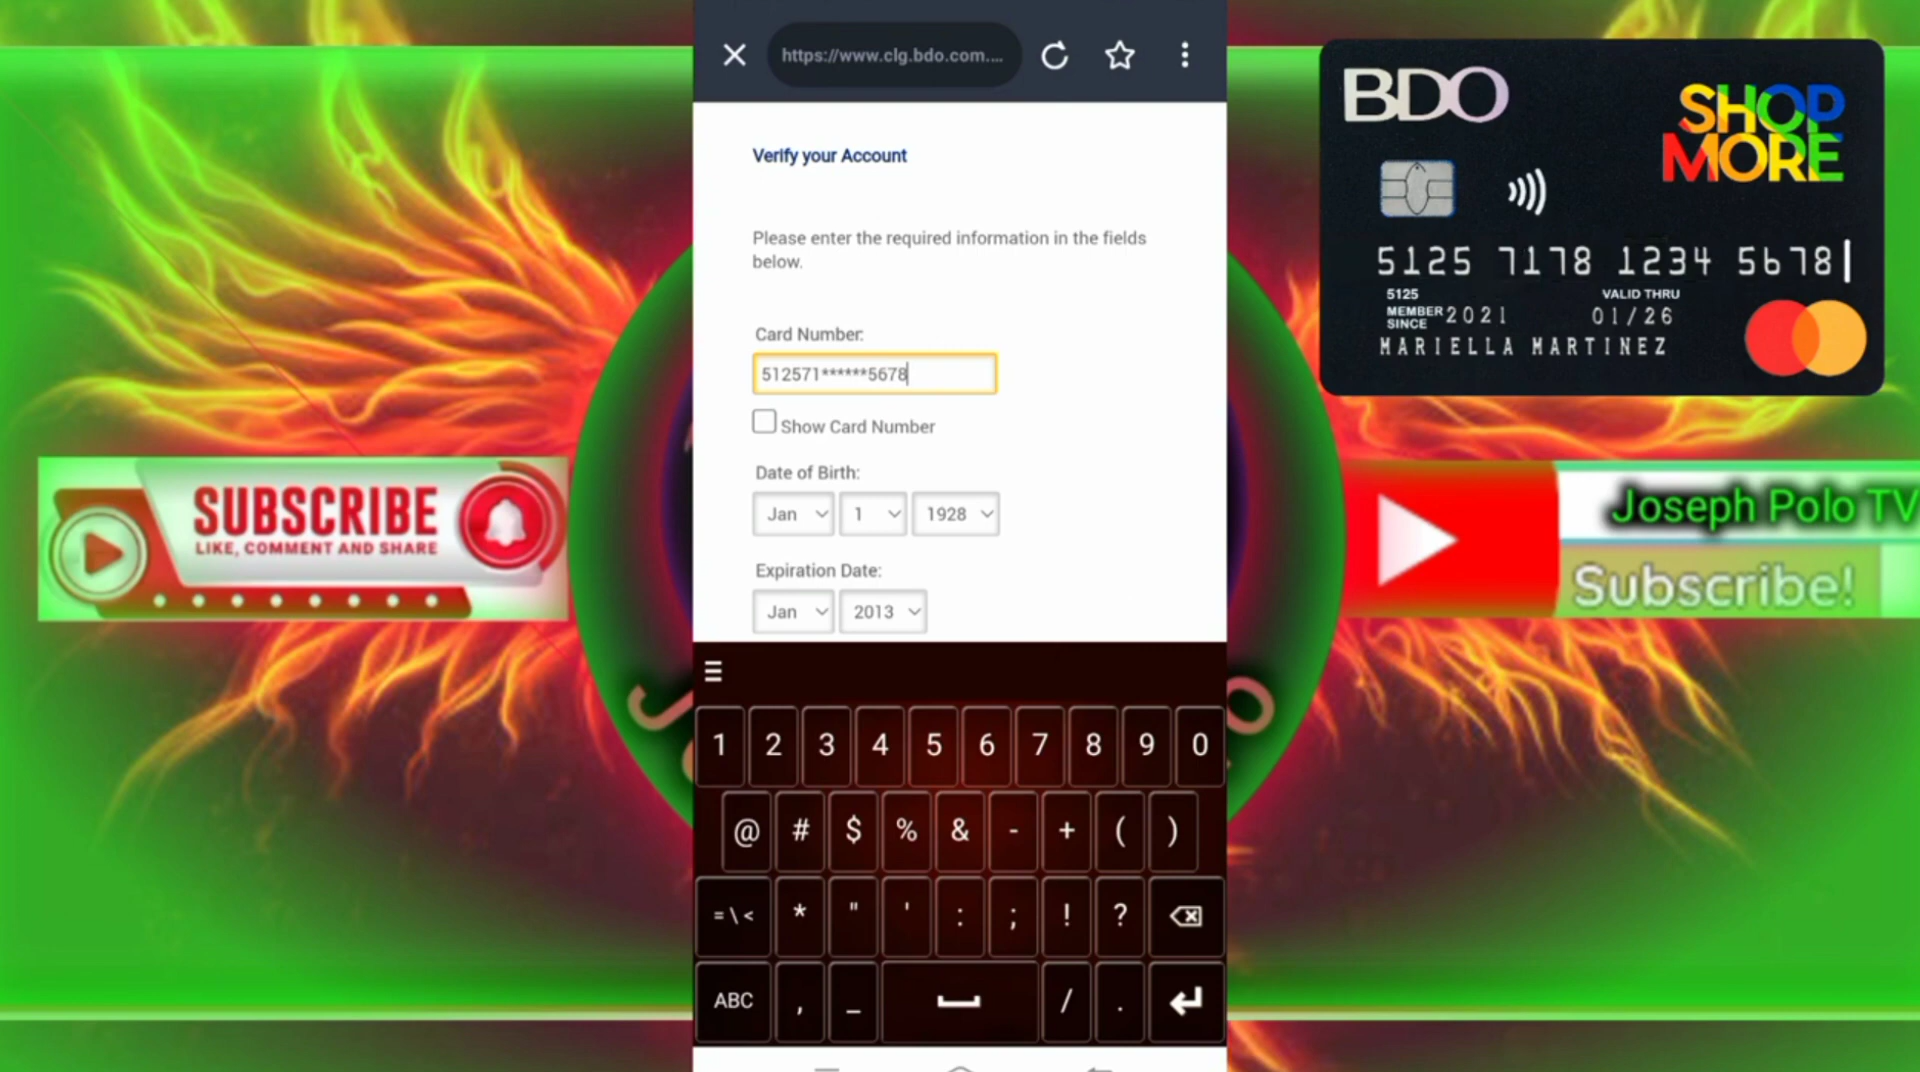 https://www.clg.bdo.com....
Verify your Account
Please enter the required information in the fields
below.
Card Number:
512571******5678
Show Card Number
Date of Birth:
Jan 1 1928
Expiration Date:
Jan 2013
1 2 3 4 5 6 7 8 9 0
@ # $ % & - + ( )
= \ < * " ' : ; ! ?
ABC , _ / .
SUBSCRIBE
LIKE, COMMENT AND SHARE
BDO
SHOP
MORE
5125 7178 1234 5678
5125
MEMBER SINCE 2021
VALID THRU
01/26
MARIELLA MARTINEZ
Joseph Polo TV
Subscribe!